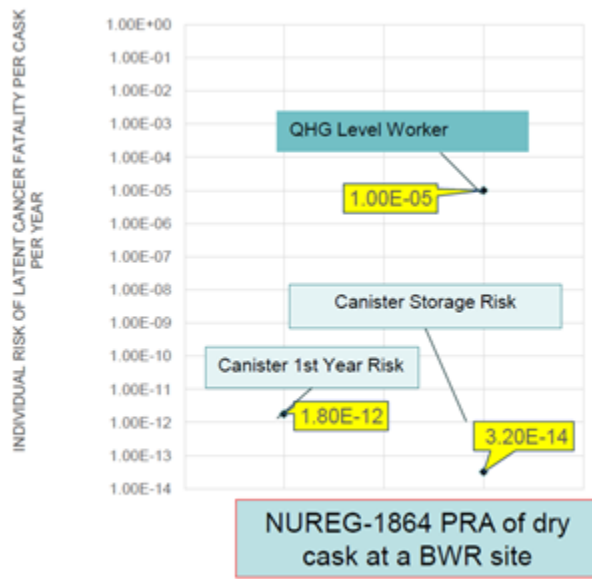 INDIVIDUAL RISK OF LATENT CANCER FATALITY PER CASK
PER YEAR
1.00E+00
1.00E-01
1.00E-02
1.00E-03
1.00E-04
1.00E-05
1.00E-06
1.00E-07
1.00E-08
1.00E-09
1.00E-10
1.00E-11
1.00E-12
1.00E-13
1.00E-14
QHG Level Worker
1.00E-05
Canister Storage Risk
Canister 1st Year Risk
1.80E-12
3.20E-14
NUREG-1864 PRA of dry
cask at a BWR site